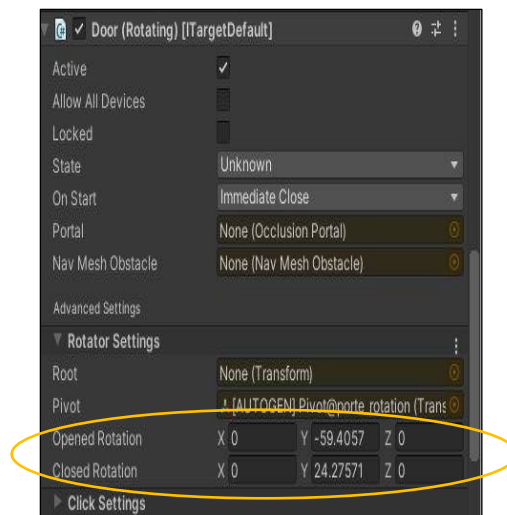 Door (Rotating) [ITargetDefault]
Active
Allow All Devices
Locked
State Unknown
On Start Immediate Close
Portal None (Occlusion Portal)
Nav Mesh Obstacle None (Nav Mesh Obstacle)
Advanced Settings
Rotator Settings
Root None (Transform)
Pivot [AUTOGEN] Pivot@porte_rotation (Trans
Opened Rotation X 0 Y -59.4057 Z 0
Closed Rotation X 0 Y 24.27571 Z 0
Click Settings